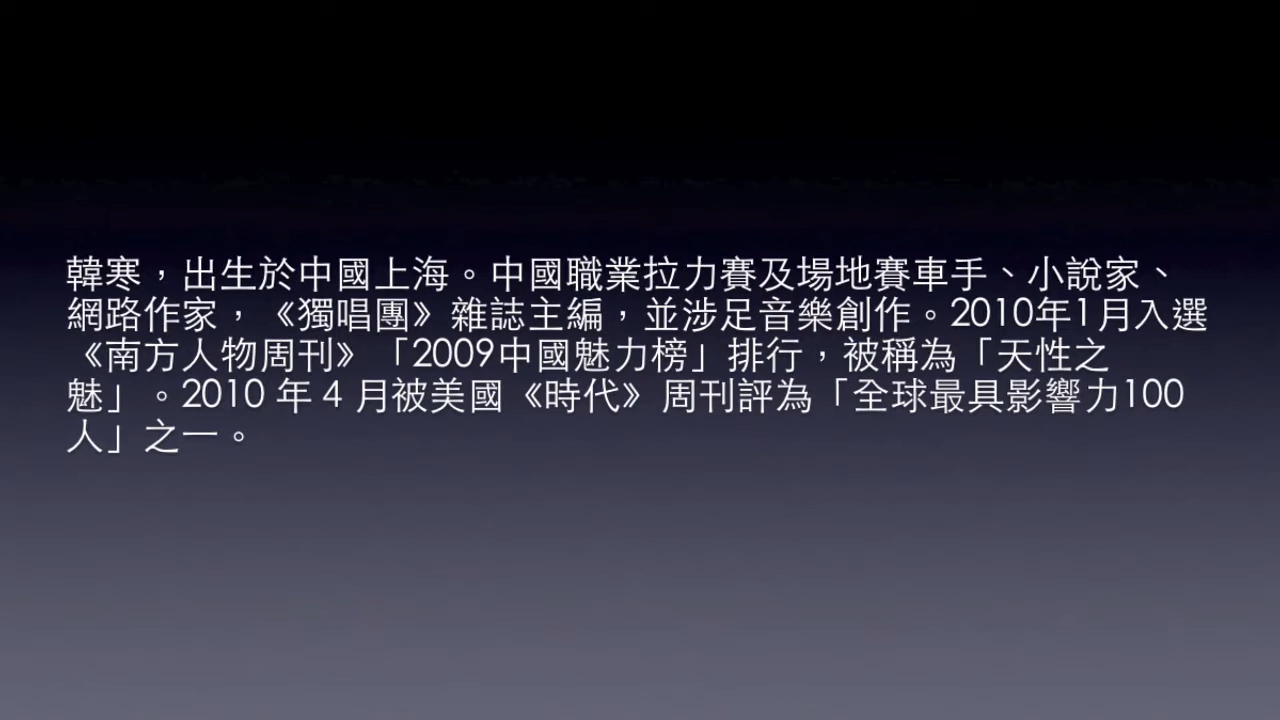 韓寒，出生於中國上海。中國職業拉力賽及場地賽車手、小說家、
網路作家，《獨唱團》雜誌主編，並涉足音樂創作。2010年1月入選
《南方人物周刊》「2009中國魅力榜」排行，被稱為「天性之
魅」。2010 年 4 月被美國《時代》周刊評為「全球最具影響力100
人」之一。